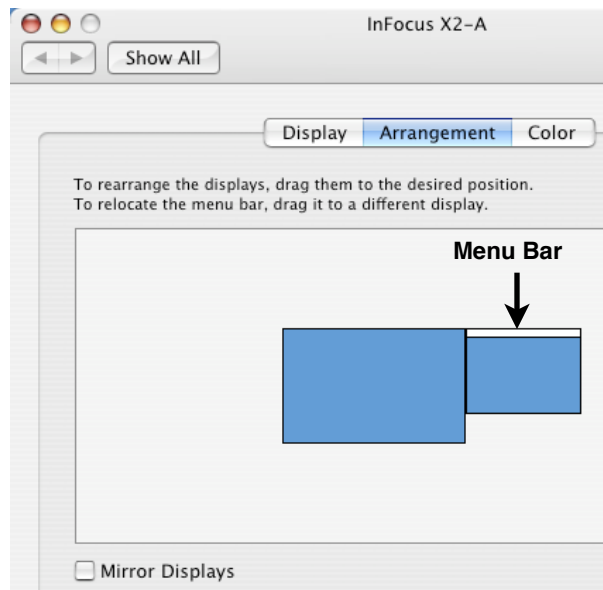 InFocus X2-A
Show All
Display Arrangement Color
To rearrange the displays, drag them to the desired position.
To relocate the menu bar, drag it to a different display.
Menu Bar
Mirror Displays